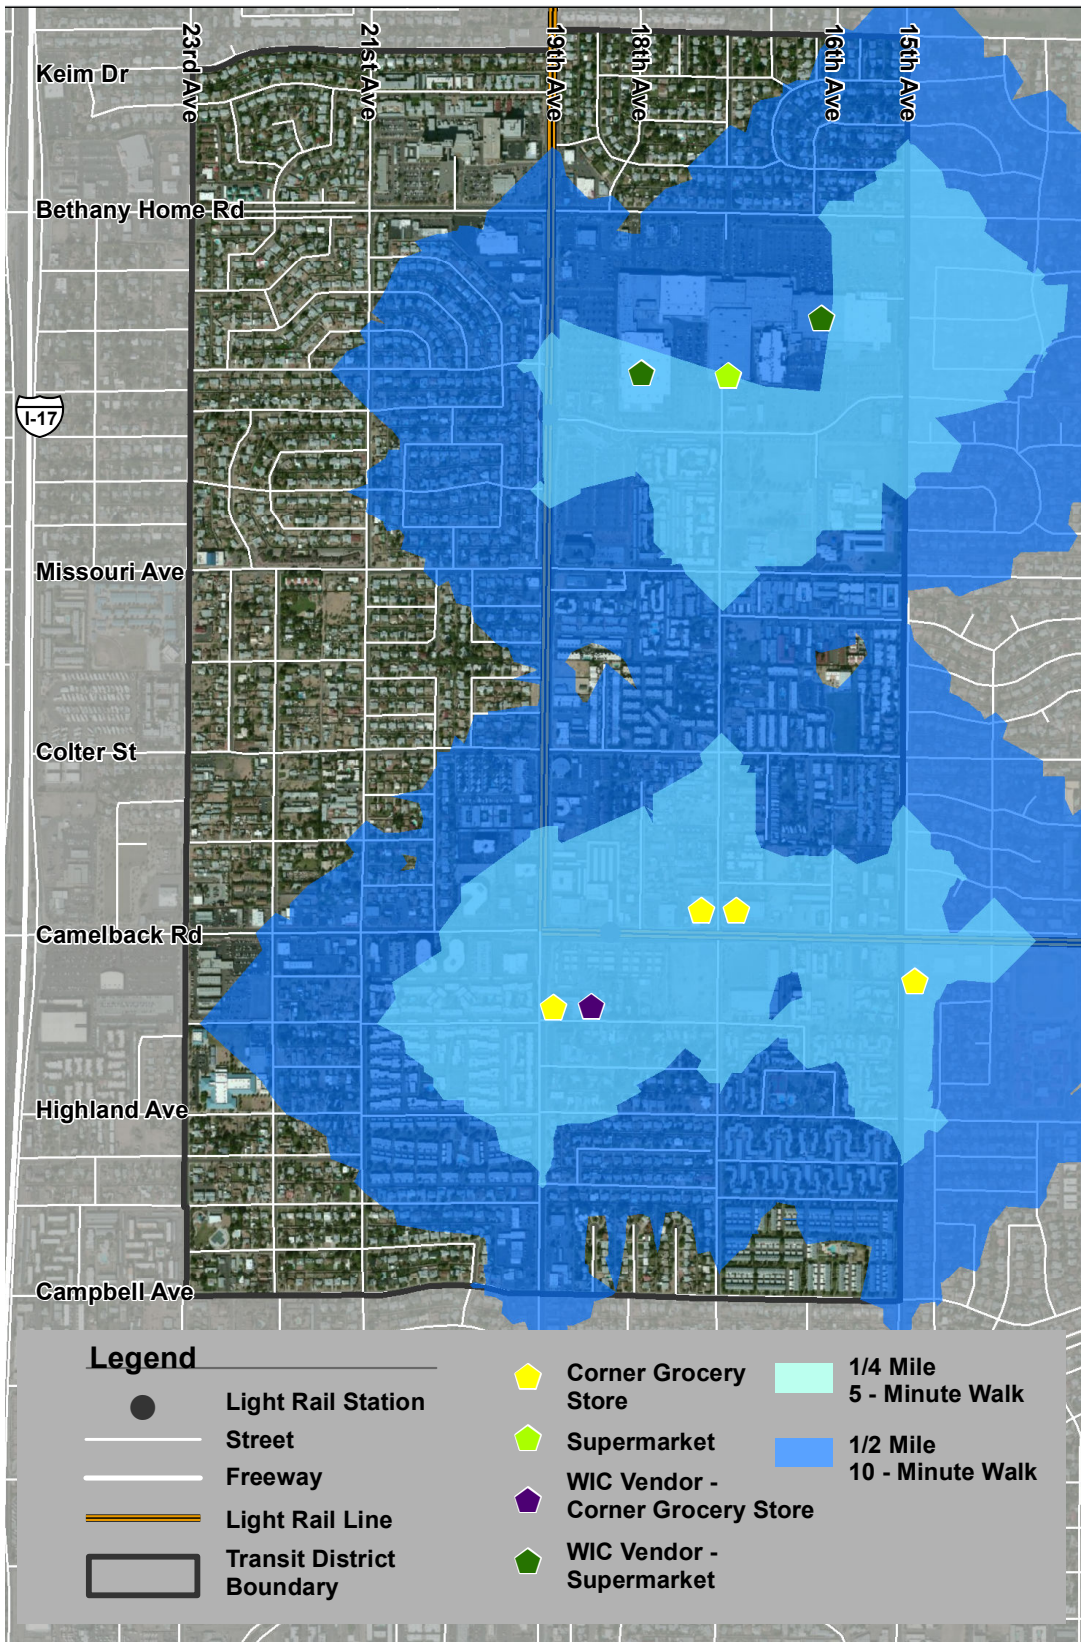 23rd Ave
21st Ave
19th Ave
18th Ave
16th Ave
15th Ave
Keim Dr
Bethany Home Rd
I-17
Missouri Ave
Colter St
Camelback Rd
Highland Ave
Campbell Ave
Legend
Light Rail Station
Street
Freeway
Light Rail Line
Transit District
Boundary
Corner Grocery
Store
Supermarket
WIC Vendor -
Corner Grocery Store
WIC Vendor -
Supermarket
1/4 Mile
5 - Minute Walk
1/2 Mile
10 - Minute Walk